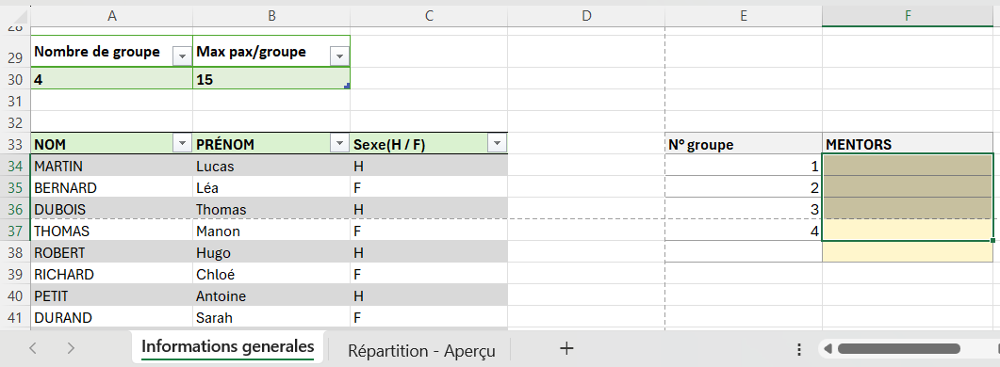 A B C D E F
28
29 Nombre de groupe Max pax/groupe
30 4 15
31
32
33 NOM PRÉNOM Sexe(H / F) N° groupe MENTORS
34 MARTIN Lucas H 1
35 BERNARD Léa F 2
36 DUBOIS Thomas H 3
37 THOMAS Manon F 4
38 ROBERT Hugo H
39 RICHARD Chloé F
40 PETIT Antoine H
41 DURAND Sarah F
Informations generales Répartition - Aperçu